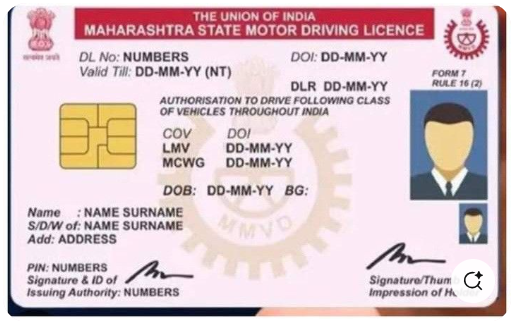 THE UNION OF INDIA
MAHARASHTRA STATE MOTOR DRIVING LICENCE
सत्यमेव जयते
DL No: NUMBERS DOI: DD-MM-YY
Valid Till: DD-MM-YY (NT)
DLR DD-MM-YY
FORM 7
RULE 16 (2)
AUTHORISATION TO DRIVE FOLLOWING CLASS
OF VEHICLES THROUGHOUT INDIA
COV DOI
LMV DD-MM-YY
MCWG DD-MM-YY
DOB: DD-MM-YY BG:
MMVD
Name : NAME SURNAME
S/D/W of: NAME SURNAME
Add: ADDRESS
PIN: NUMBERS
Signature & ID of
Issuing Authority: NUMBERS
Signature/Thumb
Impression of